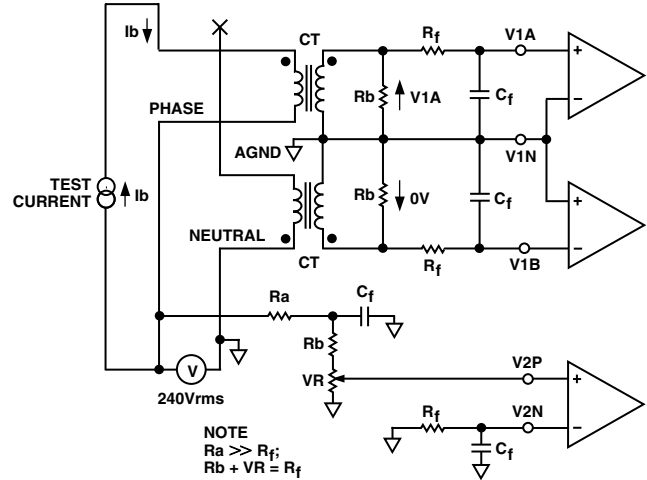 Ib
CT
Rf
V1A
+
PHASE
Rb
V1A
Cf
−
AGND
V1N
TEST
CURRENT
Ib
Rb
0V
Cf
+
NEUTRAL
CT
Rf
V1B
−
Ra
Cf
Rb
VR
V2P
+
V
240Vrms
Rf
V2N
−
Cf
NOTE
Ra >> Rf;
Rb + VR = Rf